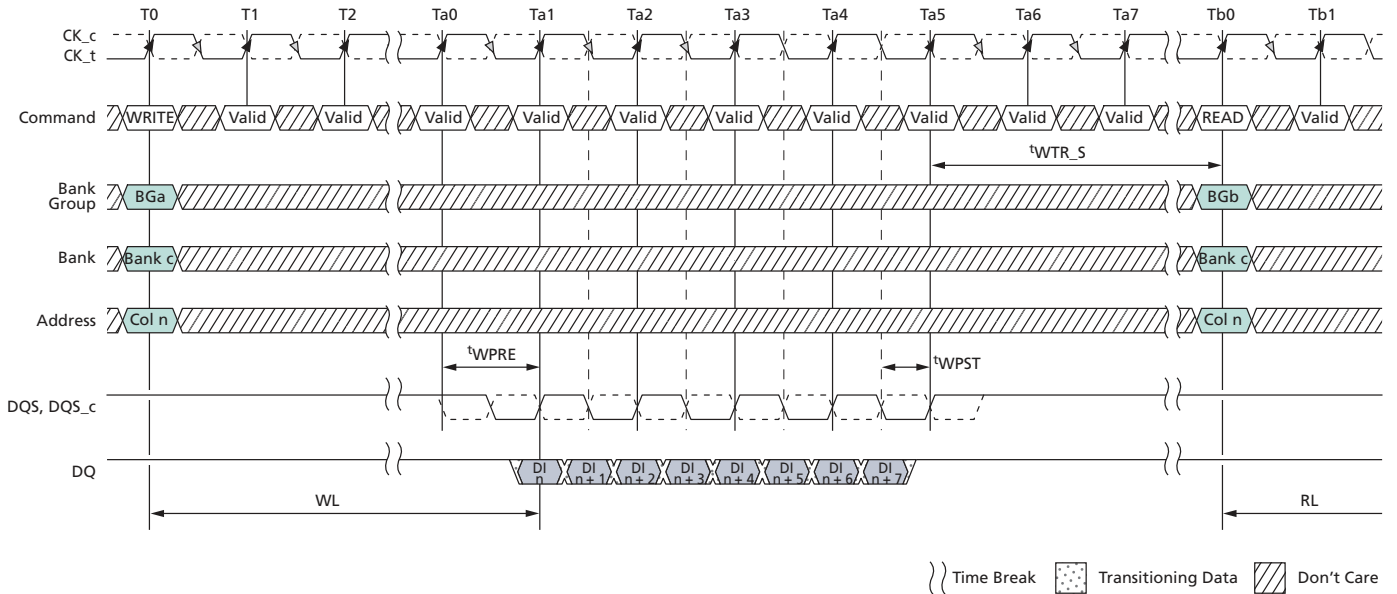 T0 T1 T2 Ta0 Ta1 Ta2 Ta3 Ta4 Ta5 Ta6 Ta7 Tb0 Tb1
CK_c
CK_t
Command WRITE Valid Valid Valid Valid Valid Valid Valid Valid Valid Valid READ Valid
tWTR_S
Bank
Group BGa BGb
Bank Bank c Bank c
Address Col n Col n
tWPRE tWPST
DQS, DQS_c
DQ DI n DI n + 1 DI n + 2 DI n + 3 DI n + 4 DI n + 5 DI n + 6 DI n + 7
WL RL
Time Break Transitioning Data Don't Care